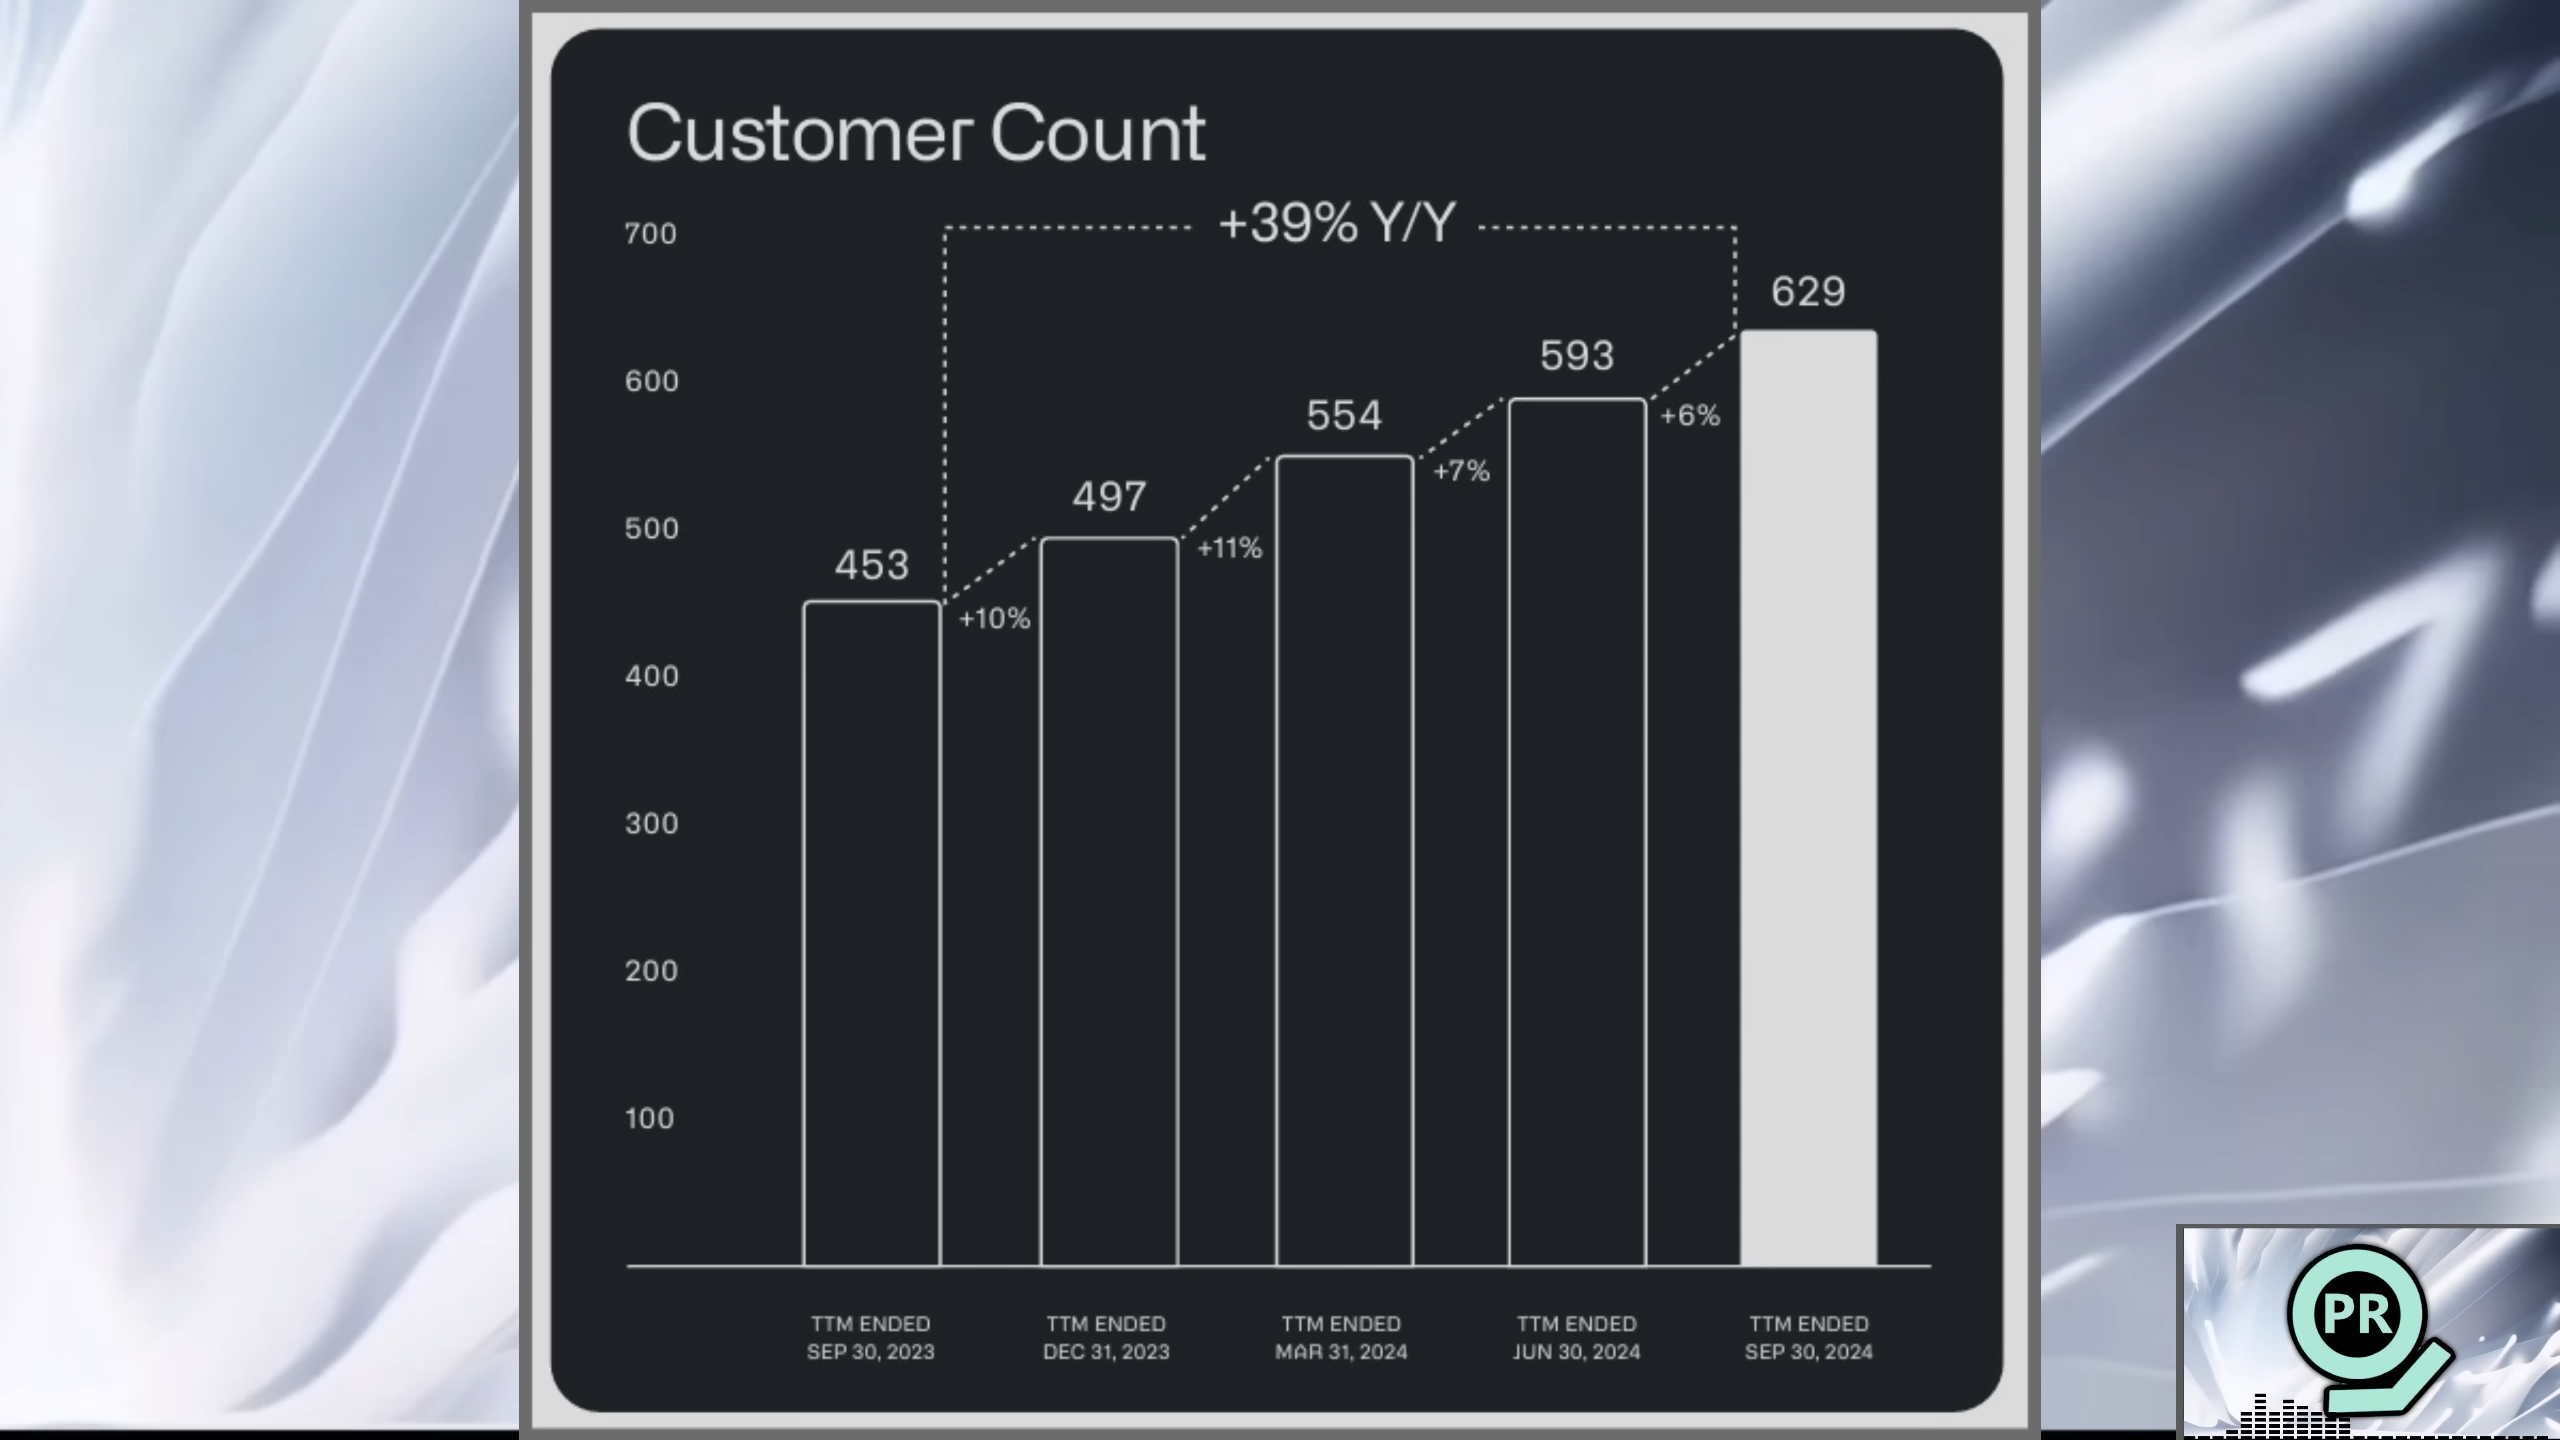 Customer Count
+39% Y/Y
700
600
500
400
300
200
100
453
+10%
497
+11%
554
+7%
593
+6%
629
TTM ENDED
SEP 30, 2023
TTM ENDED
DEC 31, 2023
TTM ENDED
MAR 31, 2024
TTM ENDED
JUN 30, 2024
TTM ENDED
SEP 30, 2024
PR